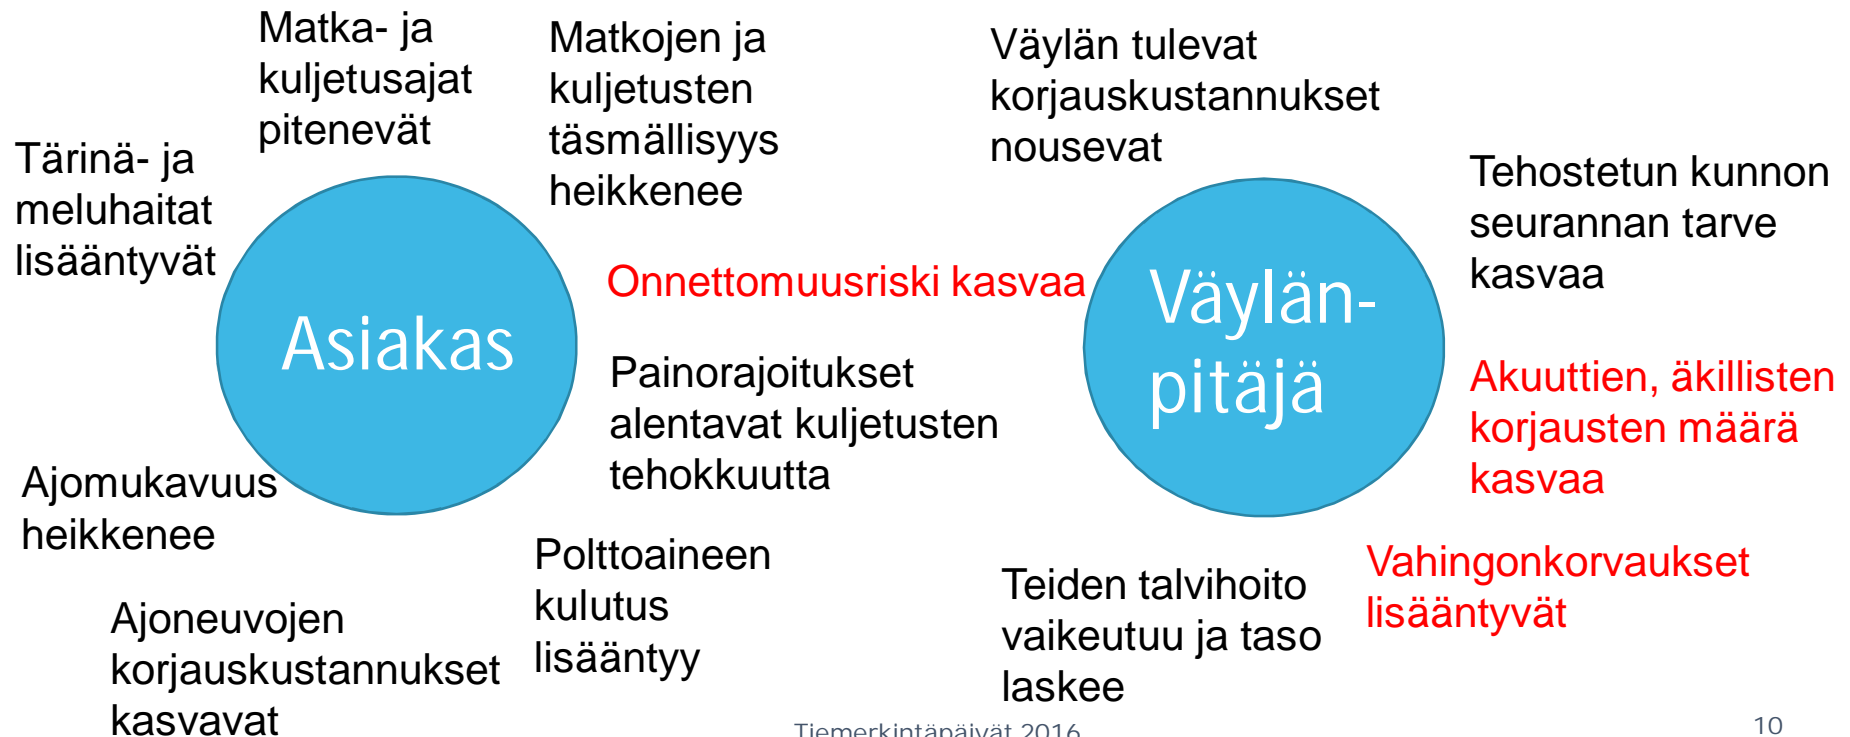 Matka- ja
kuljetusajat
pitenevät
Matkojen ja
kuljetusten
täsmällisyys
heikkenee
Väylän tulevat
korjauskustannukset
nousevat
Tärinä- ja
meluhaitat
lisääntyvät
Tehostetun kunnon
seurannan tarve
kasvaa
Onnettomuusriski kasvaa
Asiakas
Väylän-
pitäjä
Painorajoitukset
alentavat kuljetusten
tehokkuutta
Akuuttien, äkillisten
korjausten määrä
kasvaa
Ajomukavuus
heikkenee
Polttoaineen
kulutus
lisääntyy
Teiden talvihoito
vaikeutuu ja taso
laskee
Vahingonkorvaukset
lisääntyvät
Ajoneuvojen
korjauskustannukset
kasvavat
Tiemerkintäpäivät 2016
10